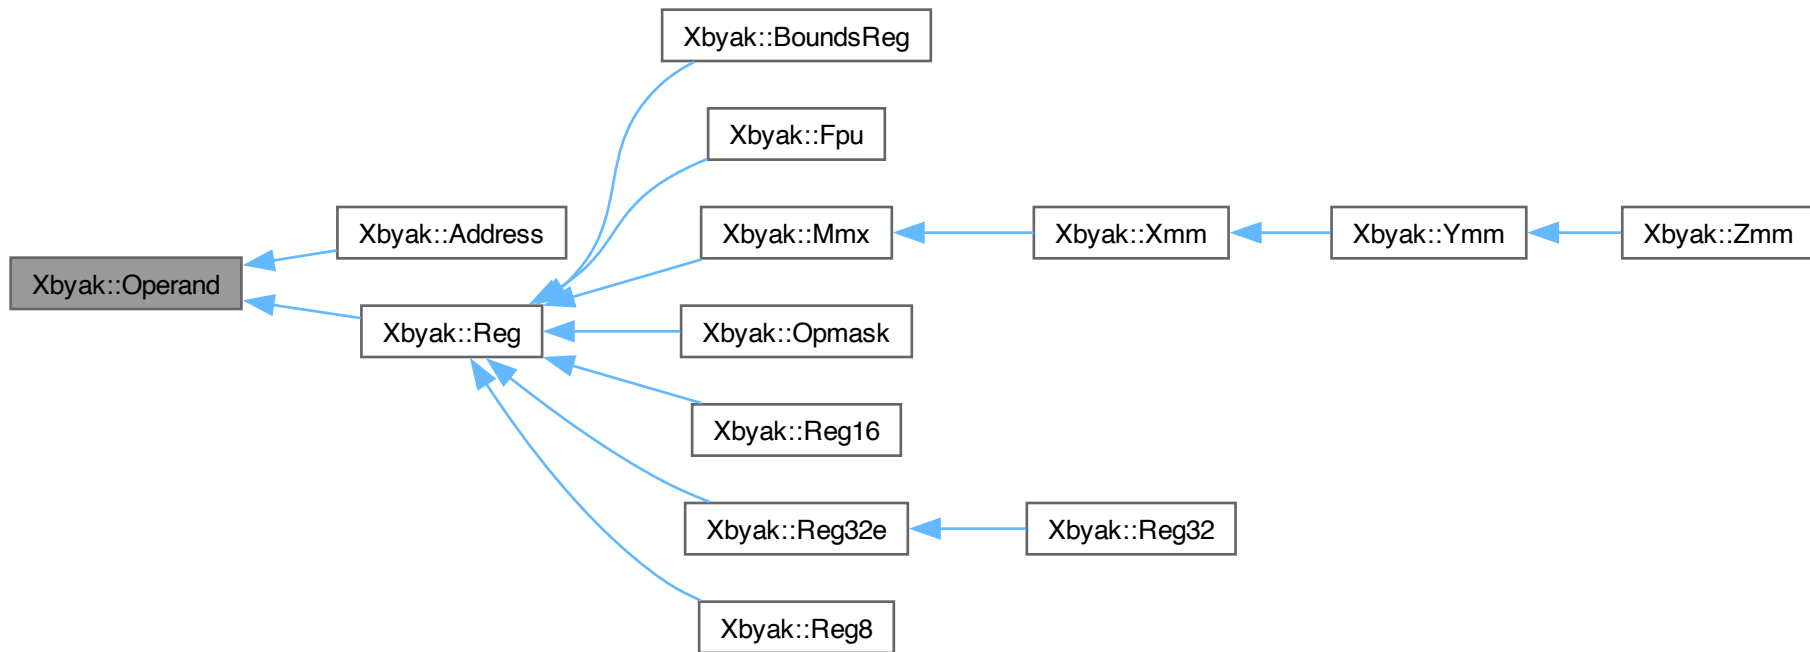 Xbyak::BoundsReg
Xbyak::Fpu
Xbyak::Address
Xbyak::Mmx
Xbyak::Xmm
Xbyak::Ymm
Xbyak::Zmm
Xbyak::Operand
Xbyak::Reg
Xbyak::Opmask
Xbyak::Reg16
Xbyak::Reg32e
Xbyak::Reg32
Xbyak::Reg8